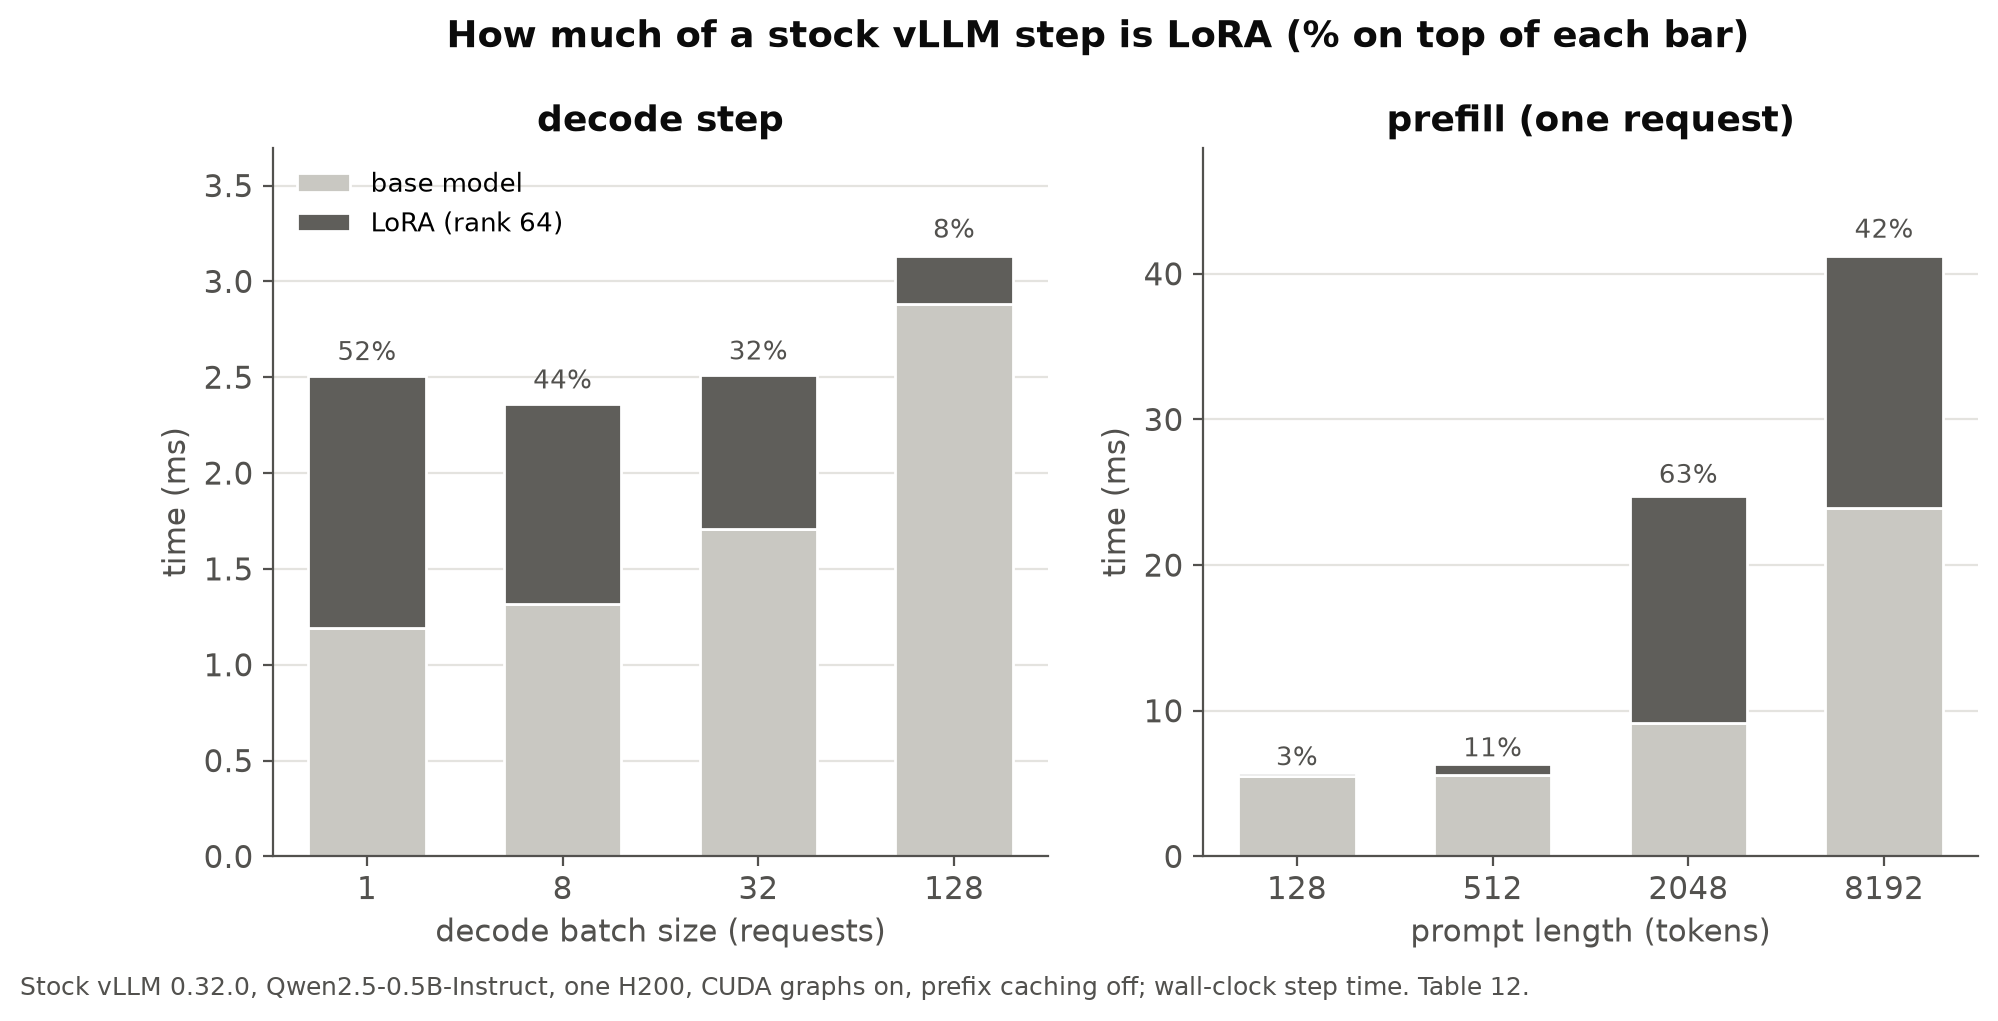 How much of a stock vLLM step is LoRA (% on top of each bar)
decode step
base model
LoRA (rank 64)
time (ms)
3.5
3.0
2.5
2.0
1.5
1.0
0.5
0.0
52%
44%
32%
8%
1
8
32
128
decode batch size (requests)
prefill (one request)
time (ms)
40
30
20
10
0
3%
11%
63%
42%
128
512
2048
8192
prompt length (tokens)
Stock vLLM 0.32.0, Qwen2.5-0.5B-Instruct, one H200, CUDA graphs on, prefix caching off; wall-clock step time. Table 12.